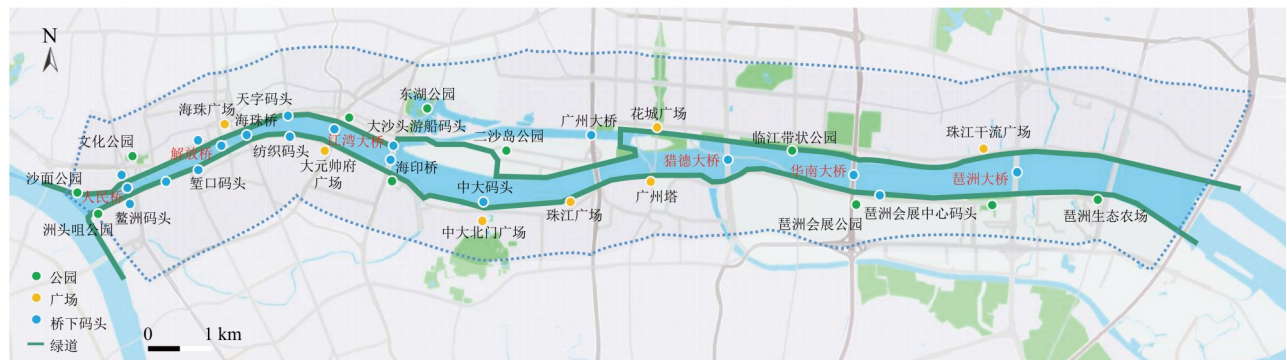 N
天字码头
海珠广场
海珠桥
东湖公园
大沙头游船码头
二沙岛公园
广州大桥
花城广场
临江带状公园
珠江干流广场
文化公园
解放桥
江湾大桥
猎德大桥
华南大桥
琶洲大桥
沙面公园
人民桥
纺织码头
大元帅府
广场
海印桥
堑口码头
中大码头
鳌洲码头
洲头咀公园
中大北门广场
珠江广场
广州塔
琶洲会展公园
琶洲会展中心码头
琶洲生态农场
公园
广场
桥下码头
绿道
0 1 km